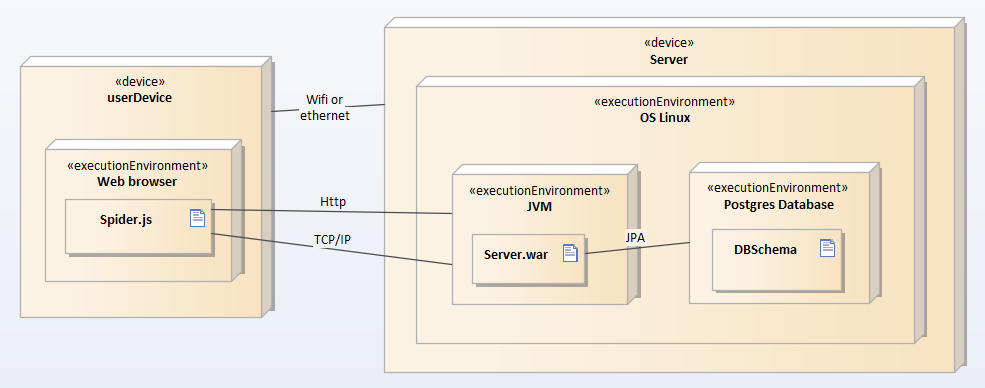 «device»
Server
«device»
userDevice
Wifi or
ethernet
«executionEnvironment»
OS Linux
«executionEnvironment»
Web browser
Spider.js
Http
TCP/IP
«executionEnvironment»
JVM
Server.war
JPA
«executionEnvironment»
Postgres Database
DBSchema